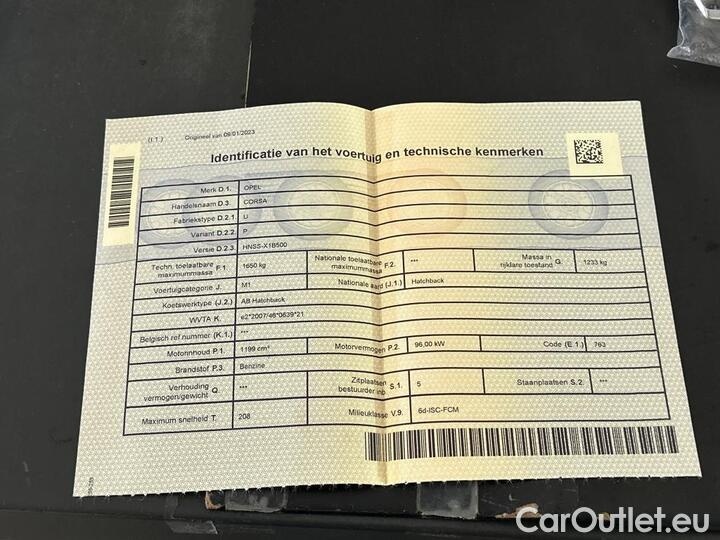 (I.1.) Origineel van 09/01/2023
Identificatie van het voertuig en technische kenmerken
Merk D.1. OPEL
Handelsnaam D.3. CORSA
Fabriekstype D.2.1. U
Variant D.2.2. P
Versie D.2.3. HNSS-X1B500
Techn. toelaatbare maximummassa F.1. 1650 kg Nationale toelaatbare maximummassa F.2. *** Massa in rijklare toestand G. 1233 kg
Voertuigcategorie J. M1 Nationale aard (J.1.) Hatchback
Koetswerktype (J.2.) AB Hatchback
WVTA K. e2*2007/46*0639*21
Belgisch ref nummer (K.1.) ***
Motorinhoud P.1. 1199 cm³ Motorvermogen P.2. 96,00 kW Code (E.1.) 763
Brandstof P.3. Benzine
Verhouding vermogen/gewicht Q. *** Zitplaatsen bestuurder inb. S.1. 5 Staanplaatsen S.2. ***
Maximum snelheid T. 208 Milieuklasse V.9. 6d-ISC-FCM
CarOutlet.eu